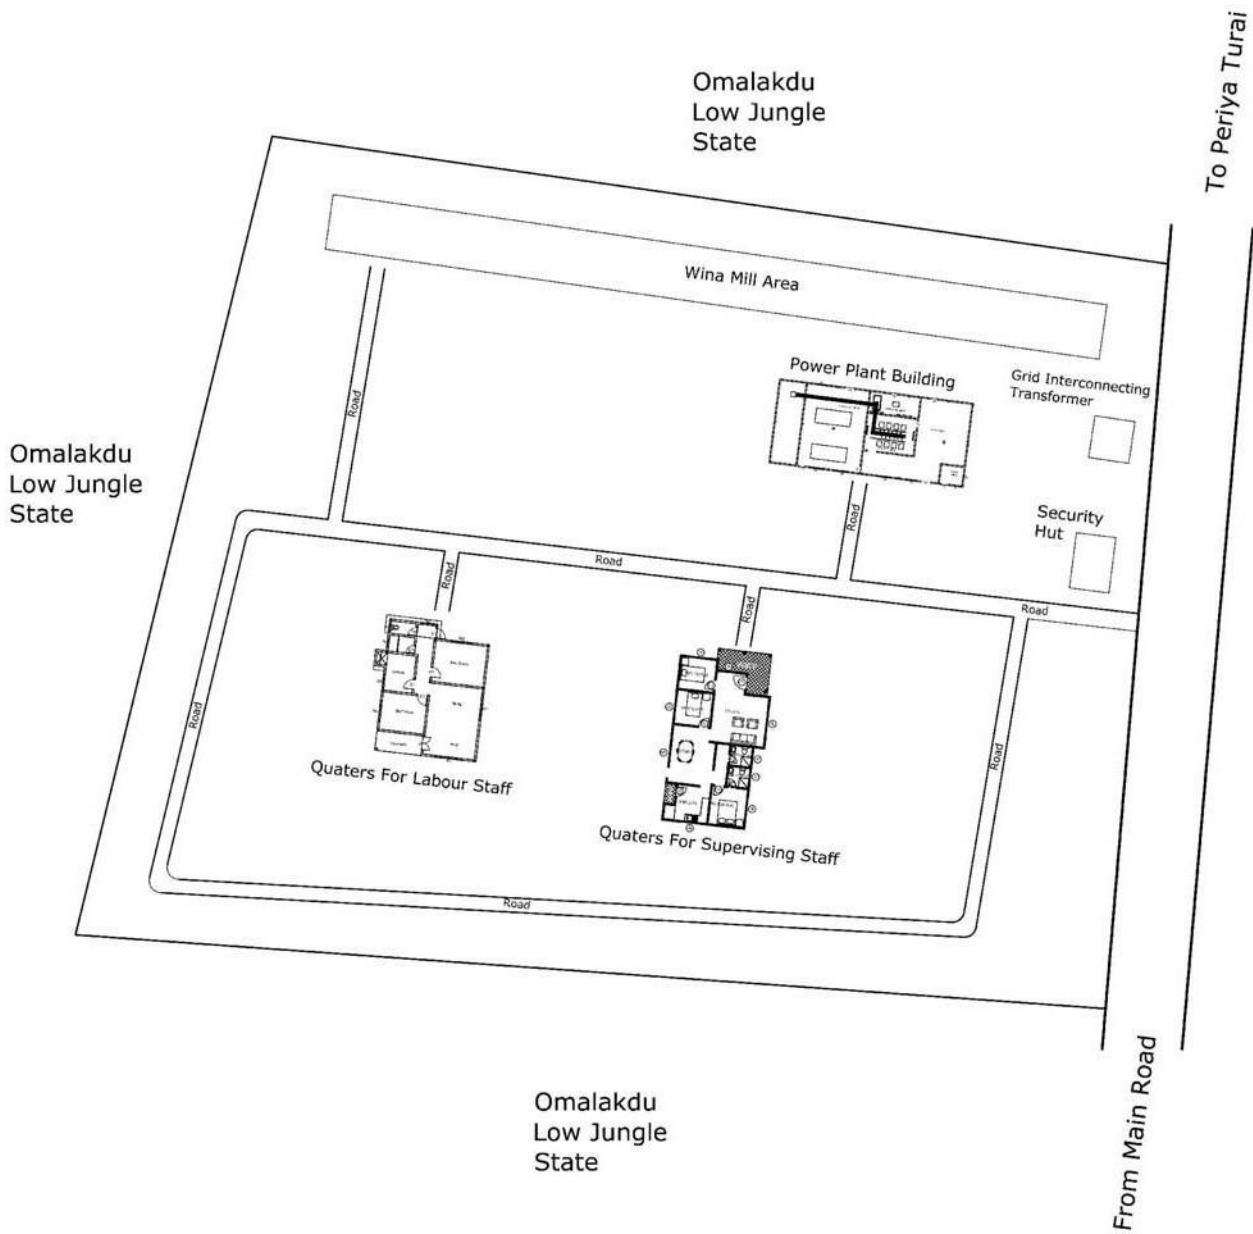 To Periya Turai
Omalakdu
Low Jungle
State
Wina Mill Area
Power Plant Building
Grid Interconnecting
Transformer
Road
Omalakdu
Low Jungle
State
Security
Hut
Road
Road
Road
Road
Road
Road
Road
Quaters For Labour Staff
Quaters For Supervising Staff
Road
Road
Omalakdu
Low Jungle
State
From Main Road